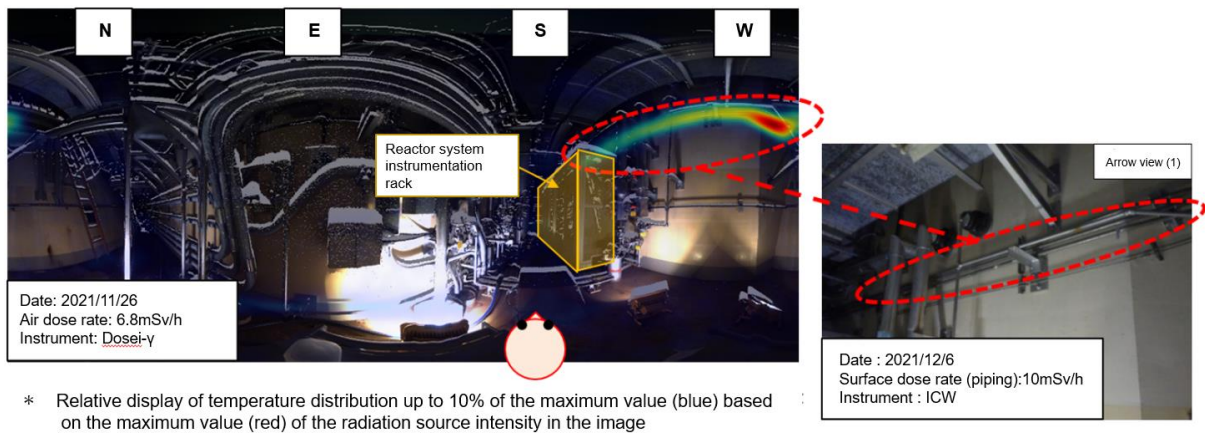 N
E
S
W
Reactor system
instrumentation
rack
Date: 2021/11/26
Air dose rate: 6.8mSv/h
Instrument: Dosei-γ
Arrow view (1)
Date : 2021/12/6
Surface dose rate (piping):10mSv/h
Instrument : ICW
* Relative display of temperature distribution up to 10% of the maximum value (blue) based
on the maximum value (red) of the radiation source intensity in the image
: